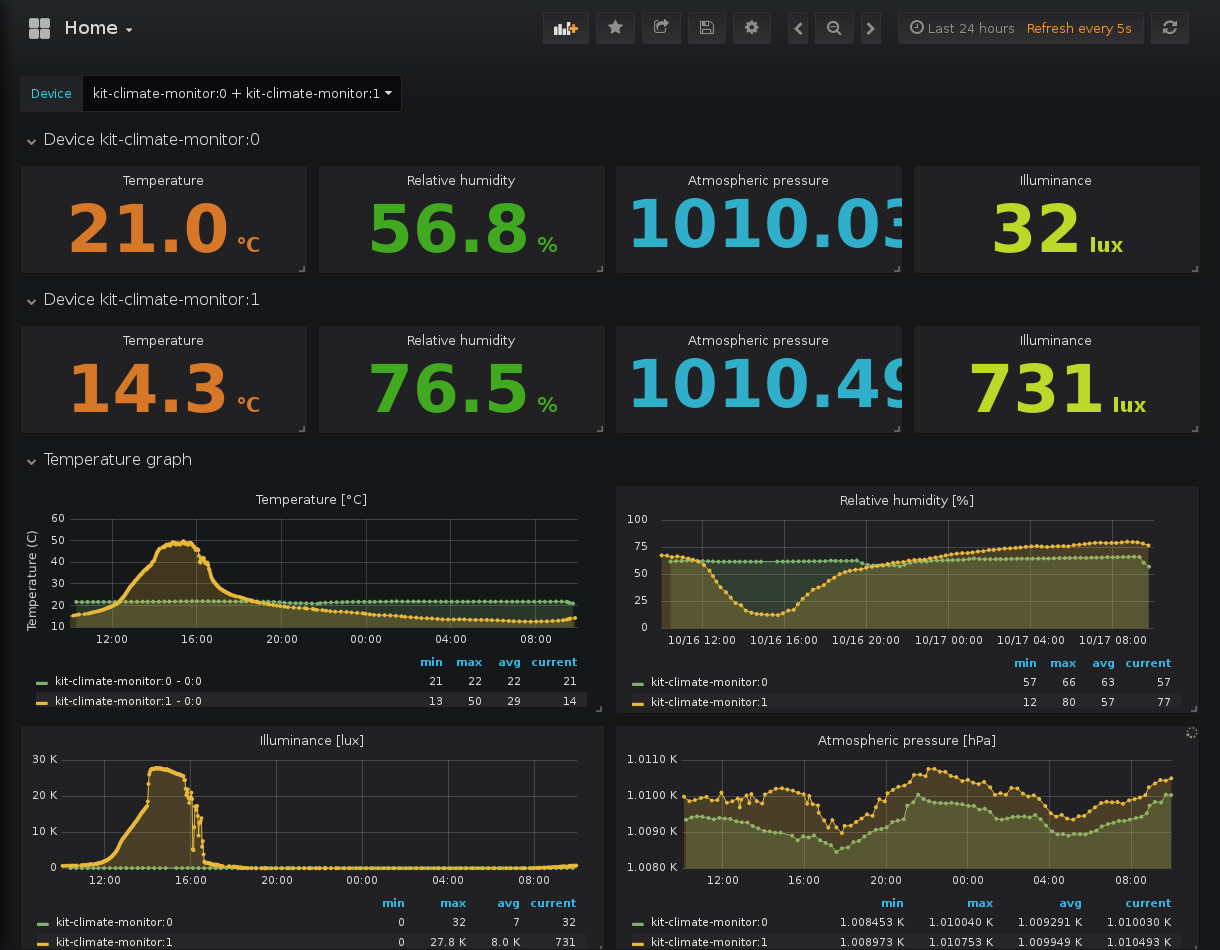 Home
Last 24 hours Refresh every 5s
Device kit-climate-monitor:0 + kit-climate-monitor:1
Device kit-climate-monitor:0
Temperature Relative humidity Atmospheric pressure Illuminance
21.0 °C 56.8 % 1010.03 32 lux
Device kit-climate-monitor:1
Temperature Relative humidity Atmospheric pressure Illuminance
14.3 °C 76.5 % 1010.49 731 lux
Temperature graph
Temperature [°C]
Temperature (C)
60
50
40
30
20
10
12:00 16:00 20:00 00:00 04:00 08:00
min max avg current
kit-climate-monitor:0 - 0:0 21 22 22 21
kit-climate-monitor:1 - 0:0 13 50 29 14
Relative humidity [%]
100
75
50
25
0
10/16 12:00 10/16 16:00 10/16 20:00 10/17 00:00 10/17 04:00 10/17 08:00
min max avg current
kit-climate-monitor:0 57 66 63 57
kit-climate-monitor:1 12 80 57 77
Illuminance [lux]
30 K
20 K
10 K
0
12:00 16:00 20:00 00:00 04:00 08:00
min max avg current
kit-climate-monitor:0 0 32 7 32
kit-climate-monitor:1 0 27.8 K 8.0 K 731
Atmospheric pressure [hPa]
1.0110 K
1.0100 K
1.0090 K
1.0080 K
12:00 16:00 20:00 00:00 04:00 08:00
min max avg current
kit-climate-monitor:0 1.008453 K 1.010040 K 1.009291 K 1.010030 K
kit-climate-monitor:1 1.008973 K 1.010753 K 1.009949 K 1.010493 K